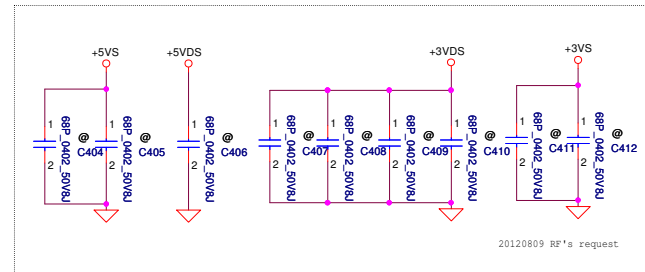 +5VS
+5VDS
+3VDS
+3VS
1
2
68P_0402_50V8J
@
C404
1
2
68P_0402_50V8J
@
C405
1
2
68P_0402_50V8J
@
C406
1
2
68P_0402_50V8J
@
C407
1
2
68P_0402_50V8J
@
C408
1
2
68P_0402_50V8J
@
C409
1
2
68P_0402_50V8J
@
C410
1
2
68P_0402_50V8J
@
C411
1
2
68P_0402_50V8J
@
C412
20120809 RF's request